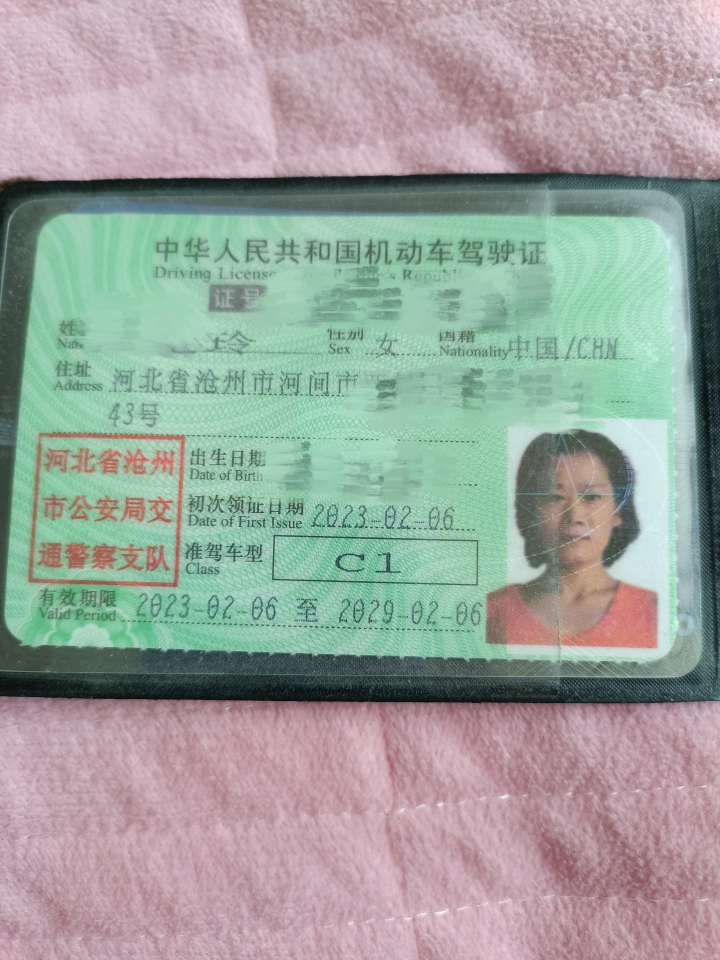 中华人民共和国机动车驾驶证
Driving License
证号
姓 玲 性别 女 国籍 中国/CHN
Sex Nationality
住址 河北省沧州市河间市
Address
43号
河北省沧州
市公安局交
通警察支队
出生日期
Date of Birth
初次领证日期 2023-02-06
Date of First Issue
准驾车型 C1
Class
有效期限 2023-02-06 至 2029-02-06
Valid Period